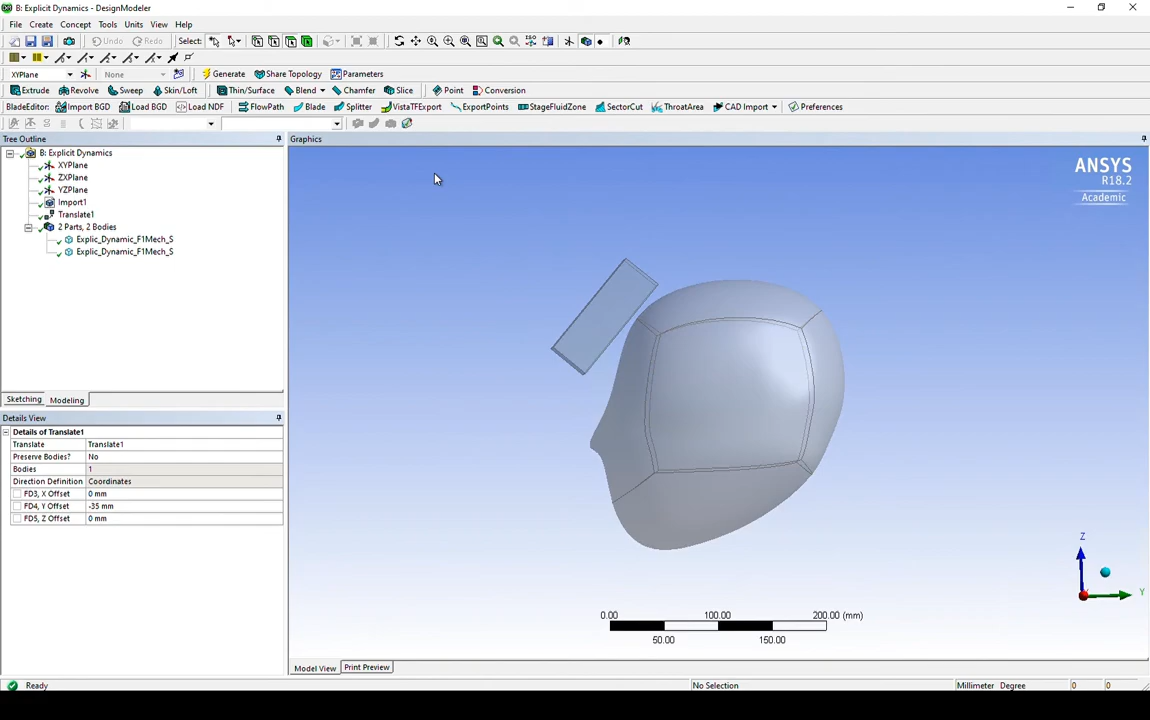 B: Explicit Dynamics - DesignModeler
File Create Concept Tools Units View Help
Undo Redo Select:
XYPlane None Generate Share Topology Parameters
Extrude Revolve Sweep Skin/Loft Thin/Surface Blend Chamfer Slice Point Conversion
BladeEditor: Import BGD Load BGD Load NDF FlowPath Blade Splitter VistaTFExport ExportPoints StageFluidZone SectorCut ThroatArea CAD Import Preferences
Tree Outline
Graphics
B: Explicit Dynamics
XYPlane
ZXPlane
YZPlane
Import1
Translate1
2 Parts, 2 Bodies
Explic_Dynamic_F1Mech_S
Explic_Dynamic_F1Mech_S
ANSYS
R18.2
Academic
Sketching Modeling
Details View
Details of Translate1
Translate Translate1
Preserve Bodies? No
Bodies 1
Direction Definition Coordinates
FD3, X Offset 0 mm
FD4, Y Offset -35 mm
FD5, Z Offset 0 mm
Z
Y
0.00 100.00 200.00 (mm)
50.00 150.00
Model View Print Preview
Ready No Selection Millimeter Degree 0 0